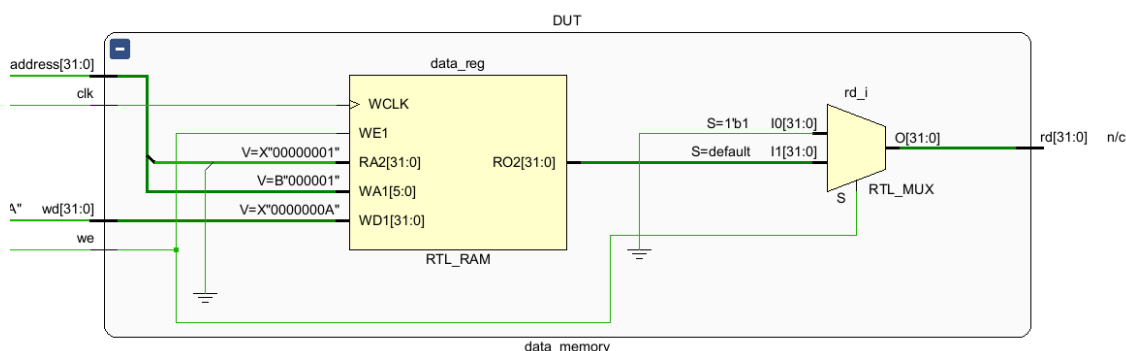 DUT
address[31:0]
clk
data_reg
WCLK
WE1
V=X"00000001"
RA2[31:0]
RO2[31:0]
V=B"000001"
WA1[5:0]
A"
wd[31:0]
V=X"0000000A"
WD1[31:0]
we
RTL_RAM
rd_i
S=1'b1
I0[31:0]
S=default
I1[31:0]
O[31:0]
S
RTL_MUX
rd[31:0]
n/c
data_memory